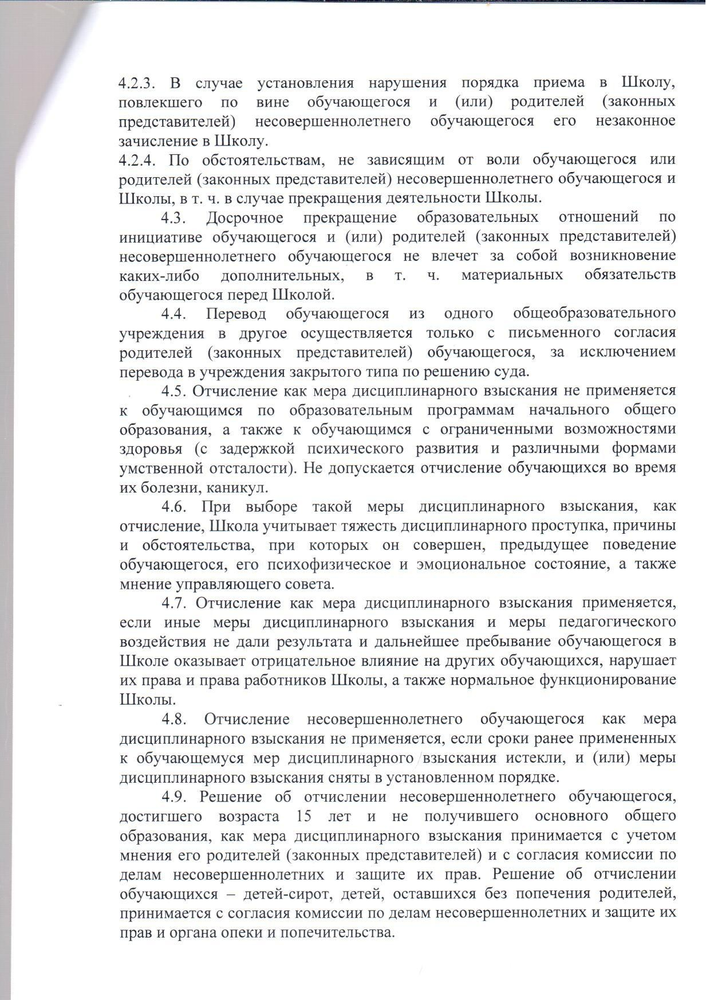 4.2.3. В случае установления нарушения порядка приема в Школу,
повлекшего по вине обучающегося и (или) родителей (законных
представителей) несовершеннолетнего обучающегося его незаконное
зачисление в Школу.
4.2.4. По обстоятельствам, не зависящим от воли обучающегося или
родителей (законных представителей) несовершеннолетнего обучающегося и
Школы, в т. ч. в случае прекращения деятельности Школы.
4.3. Досрочное прекращение образовательных отношений по
инициативе обучающегося и (или) родителей (законных представителей)
несовершеннолетнего обучающегося не влечет за собой возникновение
каких-либо дополнительных, в т. ч. материальных обязательств
обучающегося перед Школой.
4.4. Перевод обучающегося из одного общеобразовательного
учреждения в другое осуществляется только с письменного согласия
родителей (законных представителей) обучающегося, за исключением
перевода в учреждения закрытого типа по решению суда.
4.5. Отчисление как мера дисциплинарного взыскания не применяется
к обучающимся по образовательным программам начального общего
образования, а также к обучающимся с ограниченными возможностями
здоровья (с задержкой психического развития и различными формами
умственной отсталости). Не допускается отчисление обучающихся во время
их болезни, каникул.
4.6. При выборе такой меры дисциплинарного взыскания, как
отчисление, Школа учитывает тяжесть дисциплинарного проступка, причины
и обстоятельства, при которых он совершен, предыдущее поведение
обучающегося, его психофизическое и эмоциональное состояние, а также
мнение управляющего совета.
4.7. Отчисление как мера дисциплинарного взыскания применяется,
если иные меры дисциплинарного взыскания и меры педагогического
воздействия не дали результата и дальнейшее пребывание обучающегося в
Школе оказывает отрицательное влияние на других обучающихся, нарушает
их права и права работников Школы, а также нормальное функционирование
Школы.
4.8. Отчисление несовершеннолетнего обучающегося как мера
дисциплинарного взыскания не применяется, если сроки ранее примененных
к обучающемуся мер дисциплинарного взыскания истекли, и (или) меры
дисциплинарного взыскания сняты в установленном порядке.
4.9. Решение об отчислении несовершеннолетнего обучающегося,
достигшего возраста 15 лет и не получившего основного общего
образования, как мера дисциплинарного взыскания принимается с учетом
мнения его родителей (законных представителей) и с согласия комиссии по
делам несовершеннолетних и защите их прав. Решение об отчислении
обучающихся – детей-сирот, детей, оставшихся без попечения родителей,
принимается с согласия комиссии по делам несовершеннолетних и защите их
прав и органа опеки и попечительства.